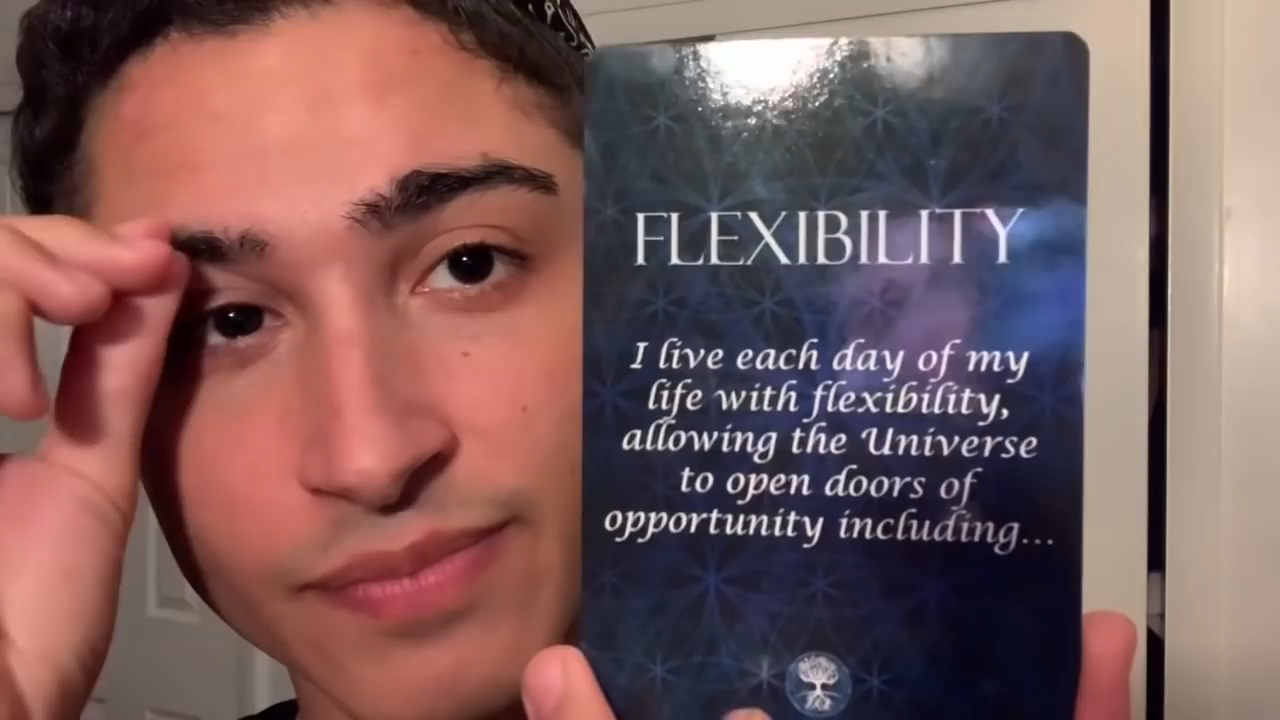 FLEXIBILITY
I live each day of my
life with flexibility,
allowing the Universe
to open doors of
opportunity including...